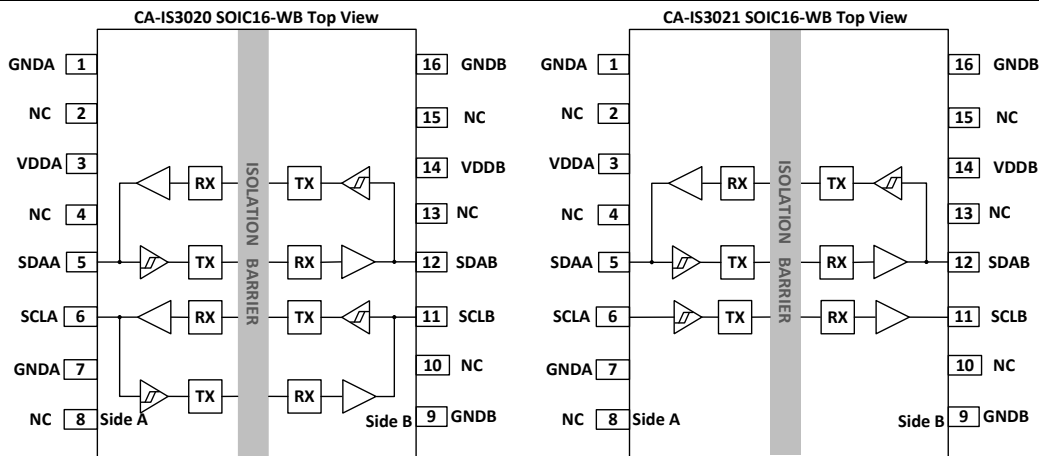 CA-IS3020 SOIC16-WB Top View
GNDA 1
16 GNDB
NC 2
15 NC
VDDA 3
14 VDDB
RX
TX
NC 4
13 NC
SDAA 5
TX
RX
12 SDAB
SCLA 6
RX
TX
11 SCLB
GNDA 7
10 NC
TX
RX
NC 8
Side A
Side B
9 GNDB
ISOLATION BARRIER
CA-IS3021 SOIC16-WB Top View
GNDA 1
16 GNDB
NC 2
15 NC
VDDA 3
14 VDDB
RX
TX
NC 4
13 NC
SDAA 5
TX
RX
12 SDAB
SCLA 6
TX
RX
11 SCLB
GNDA 7
10 NC
NC 8
Side A
Side B
9 GNDB
ISOLATION BARRIER